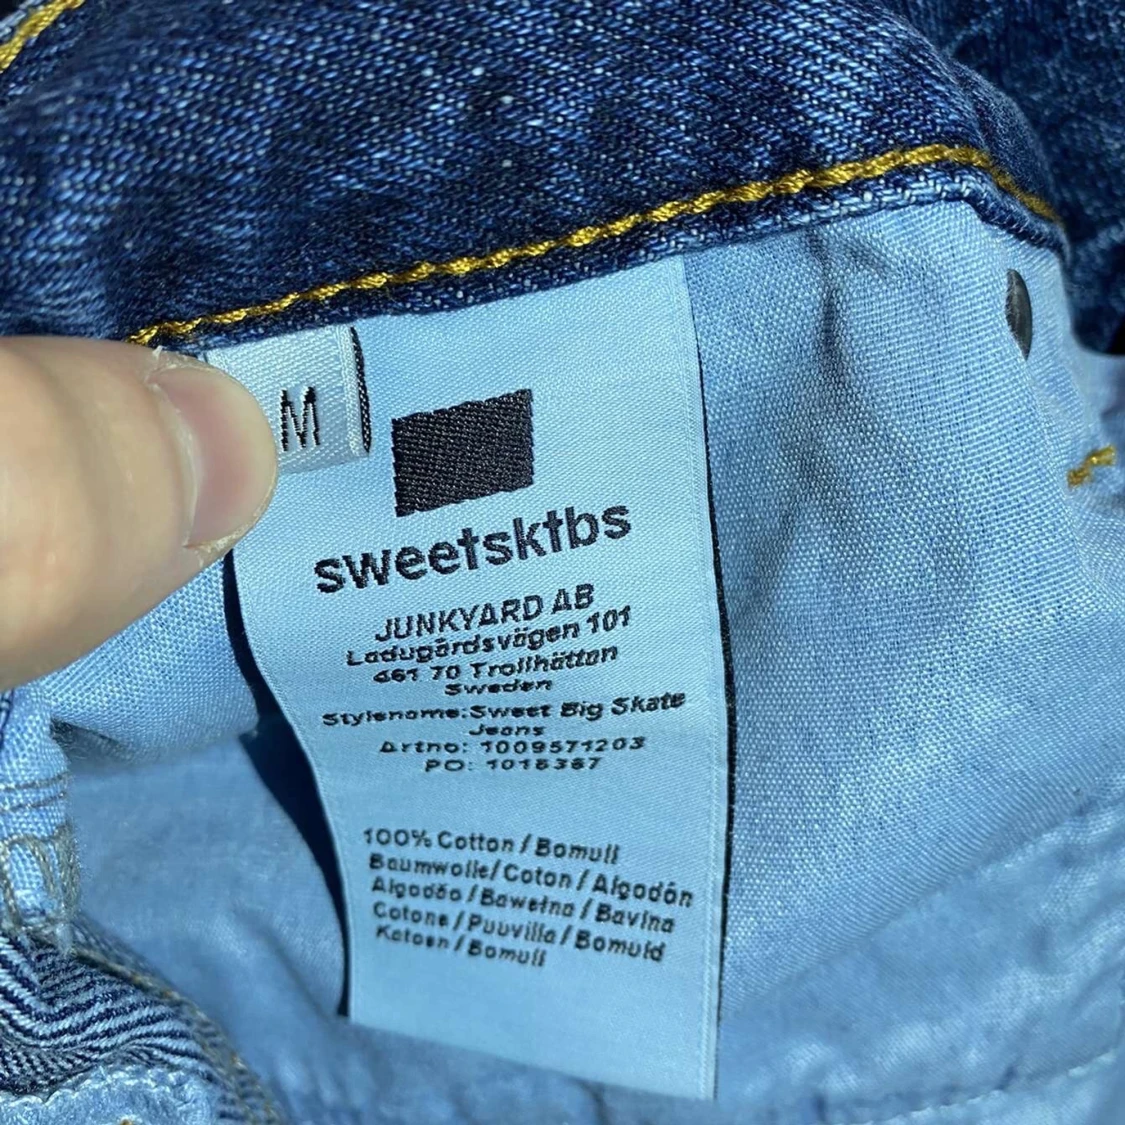 M
sweetsktbs
JUNKYARD AB
Ladugårdsvägen 101
461 70 Trollhättan
Sweden
Stylename:Sweet Big Skate
Jeans
Artno: 1009571203
PO: 1018387
100% Cotton / Bomull
Baumwolle/ Coton / Algodón
Algodão / Bawełna / Bavlna
Cotone / Puuvilla / Bomuld
Katoen / Bomull